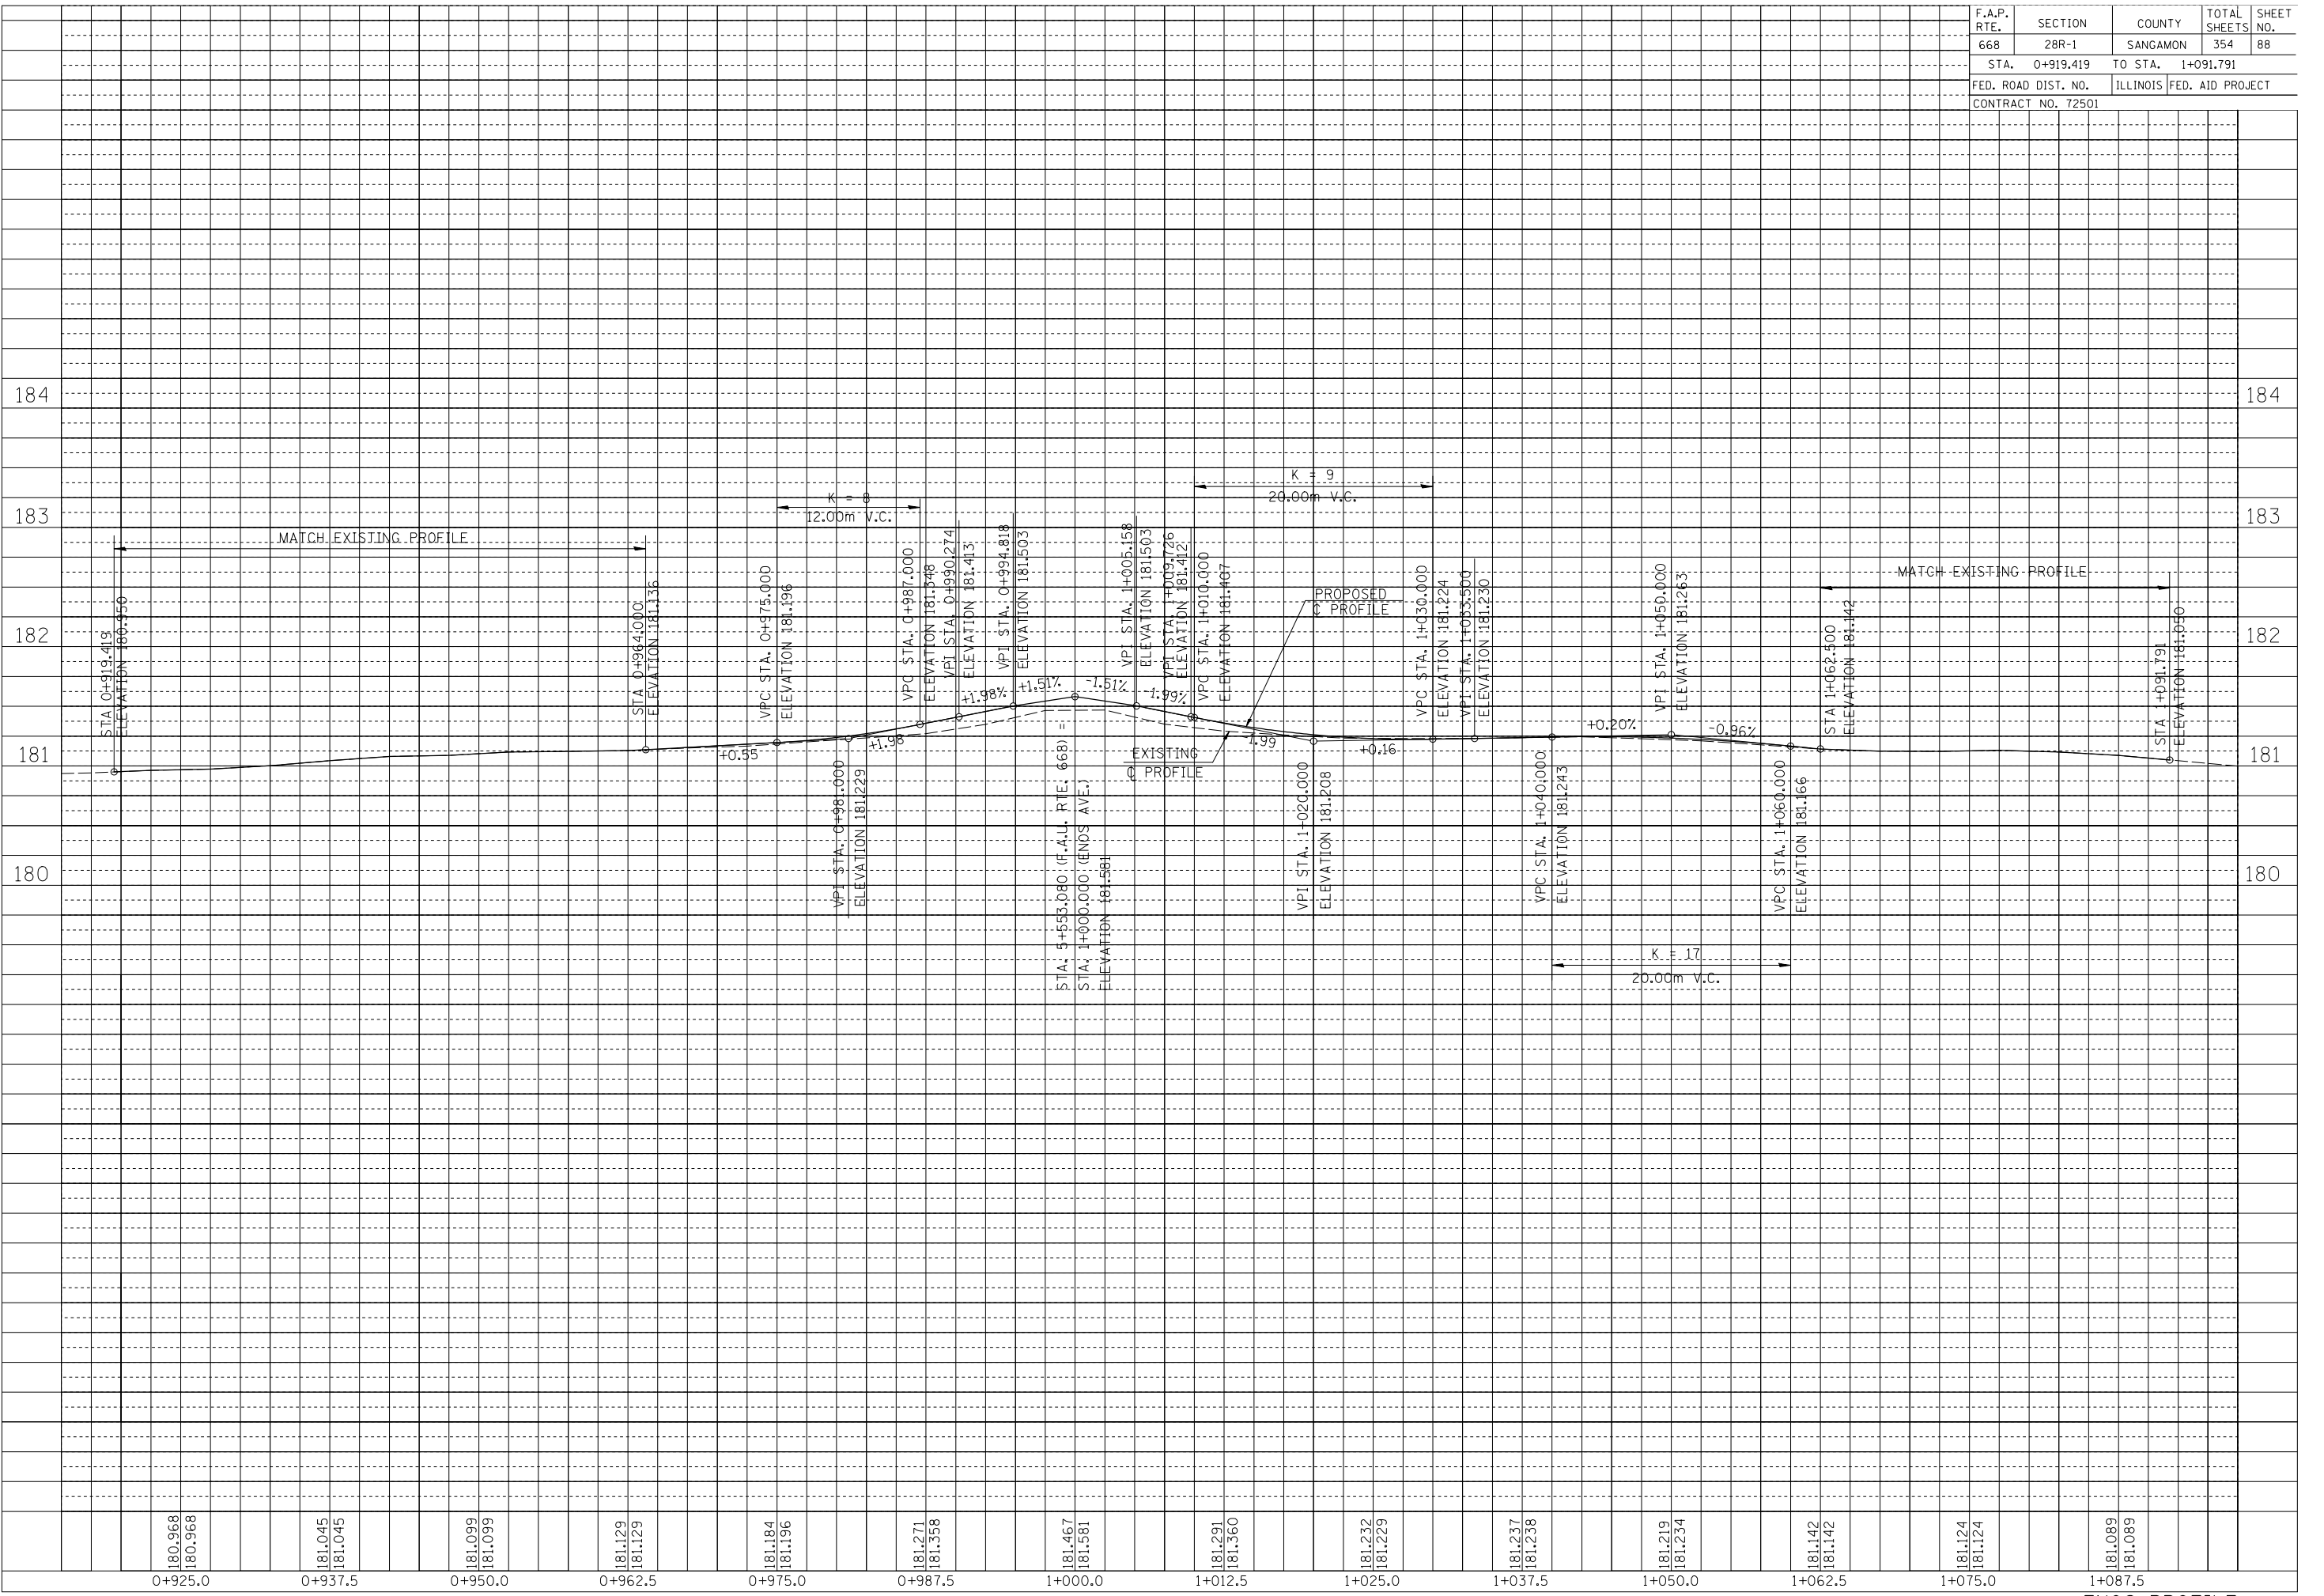 F.A.P. RTE. SECTION COUNTY TOTAL SHEETS SHEET NO.
668 28R-1 SANGAMON 354 88
STA. 0+919.419 TO STA. 1+091.791
FED. ROAD DIST. NO. ILLINOIS FED. AID PROJECT
CONTRACT NO. 72501
184 184
183 183
182 182
181 181
180 180
MATCH EXISTING PROFILE
K = 8
12.00m V.C.
K = 9
20.00m V.C.
MATCH EXISTING PROFILE
STA 0+919.419
ELEVATION 180.950
STA 0+964.000
ELEVATION 181.136
VPC STA. 0+975.000
ELEVATION 181.196
VPC STA. 0+987.000
ELEVATION 181.348
VPI STA. 0+990.274
ELEVATION 181.413
VPI STA. 0+994.818
ELEVATION 181.503
VPI STA. 1+005.158
ELEVATION 181.503
VPI STA. 1+009.726
ELEVATION 181.412
VPC STA. 1+010.000
ELEVATION 181.407
PROPOSED
℄ PROFILE
VPC STA. 1+030.000
ELEVATION 181.224
VPI STA. 1+033.500
ELEVATION 181.230
VPI STA. 1+050.000
ELEVATION 181.263
STA 1+062.500
ELEVATION 181.142
STA 1+091.791
ELEVATION 181.050
+0.55
+1.98
+1.98%
+1.51%
-1.51%
-1.99%
-1.99
+0.16
+0.20%
-0.96%
EXISTING
℄ PROFILE
VPI STA. 0+981.000
ELEVATION 181.229
STA. 5+553.080 (F.A.U. RTE. 668) =
STA. 1+000.000 (ENOS AVE.)
ELEVATION 181.581
VPI STA. 1+020.000
ELEVATION 181.208
VPC STA. 1+040.000
ELEVATION 181.243
VPC STA. 1+060.000
ELEVATION 181.166
K = 17
20.00m V.C.
180.968
180.968
181.045
181.045
181.099
181.099
181.129
181.129
181.184
181.196
181.271
181.358
181.467
181.581
181.291
181.360
181.232
181.229
181.237
181.238
181.219
181.234
181.142
181.142
181.124
181.124
181.089
181.089
0+925.0 0+937.5 0+950.0 0+962.5 0+975.0 0+987.5 1+000.0 1+012.5 1+025.0 1+037.5 1+050.0 1+062.5 1+075.0 1+087.5